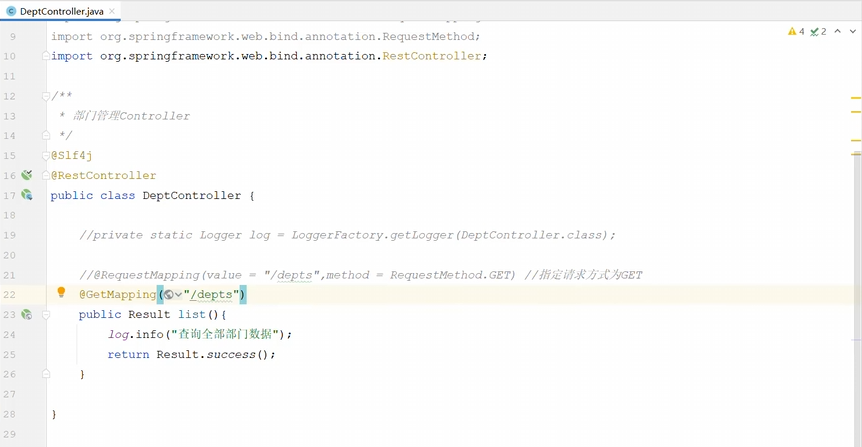 DeptController.java
4 2
9 import org.springframework.web.bind.annotation.RequestMethod;
10 import org.springframework.web.bind.annotation.RestController;
11
12 /**
13 * 部门管理Controller
14 */
15 @Slf4j
16 @RestController
17 public class DeptController {
18
19 //private static Logger log = LoggerFactory.getLogger(DeptController.class);
20
21 //@RequestMapping(value = "/depts",method = RequestMethod.GET) //指定请求方式为GET
22 @GetMapping("/depts")
23 public Result list(){
24 log.info("查询全部部门数据");
25 return Result.success();
26 }
27
28 }
29